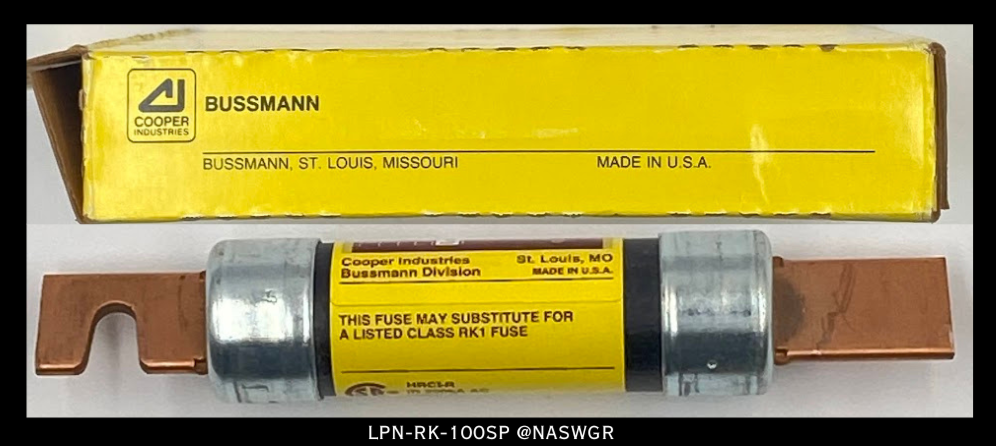 COOPER
INDUSTRIES
BUSSMANN
BUSSMANN, ST. LOUIS, MISSOURI MADE IN U.S.A.
Cooper Industries St. Louis, MO
Bussmann Division MADE IN U.S.A.
THIS FUSE MAY SUBSTITUTE FOR
A LISTED CLASS RK1 FUSE
HRCI-R
LPN-RK-100SP @NASWGR